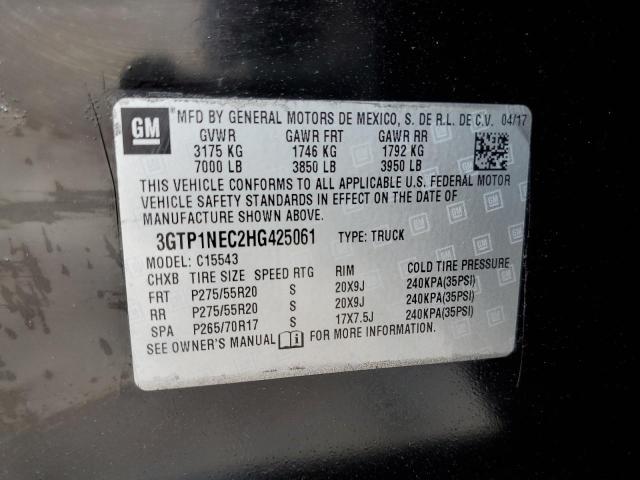 GM MFD BY GENERAL MOTORS DE MEXICO, S. DE R.L. DE C.V. 04/17
GVWR GAWR FRT GAWR RR
3175 KG 1746 KG 1792 KG
7000 LB 3850 LB 3950 LB
THIS VEHICLE CONFORMS TO ALL APPLICABLE U.S. FEDERAL MOTOR
VEHICLE SAFETY STANDARDS IN EFFECT ON THE DATE OF
MANUFACTURE SHOWN ABOVE.
3GTP1NEC2HG425061 TYPE: TRUCK
MODEL: C15543
CHXB TIRE SIZE SPEED RTG RIM COLD TIRE PRESSURE
FRT P275/55R20 S 20X9J 240KPA(35PSI)
RR P275/55R20 S 20X9J 240KPA(35PSI)
SPA P265/70R17 S 17X7.5J 240KPA(35PSI)
SEE OWNER'S MANUAL FOR MORE INFORMATION.